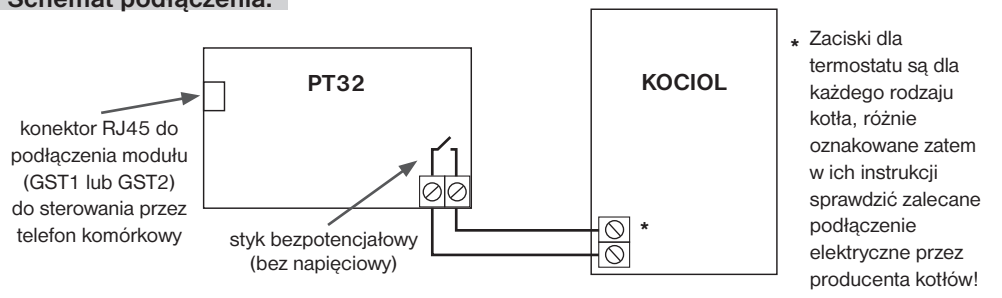 Schemat podłączenia:
PT32
KOCIOL
konektor RJ45 do
podłączenia modułu
(GST1 lub GST2)
do sterowania przez
telefon komórkowy
styk bezpotencjałowy
(bez napięciowy)
*
* Zaciski dla
termostatu są dla
każdego rodzaju
kotła, różnie
oznakowane zatem
w ich instrukcji
sprawdzić zalecane
podłączenie
elektryczne przez
producenta kotłów!